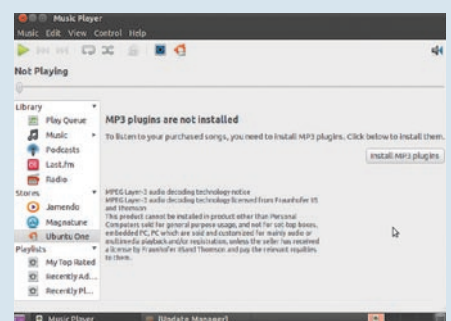 Music Player
Music Edit View Control Help
Not Playing
Library
Play Queue
Music
Podcasts
Last.fm
Radio
Stores
Jamendo
Magnatune
Ubuntu One
Playlists
My Top Rated
Recently Ad...
Recently Pl...
MP3 plugins are not installed
To listen to your purchased songs, you need to install MP3 plugins. Click below to install them.
Install MP3 plugins
MPEG Layer-3 audio decoding technology notice
MPEG Layer-3 audio decoding technology licensed from Fraunhofer IIS
and Thomson
This product cannot be installed in product other than Personal
Computers sold for general purpose usage, and not for set-top boxes,
embedded PC, PC which are sold and customized for mainly audio or
multimedia playback and/or registration, unless the seller has received
a license by Fraunhofer IIS and Thomson and pay the relevant royalties
to them.
Music Player
[Update Manager]